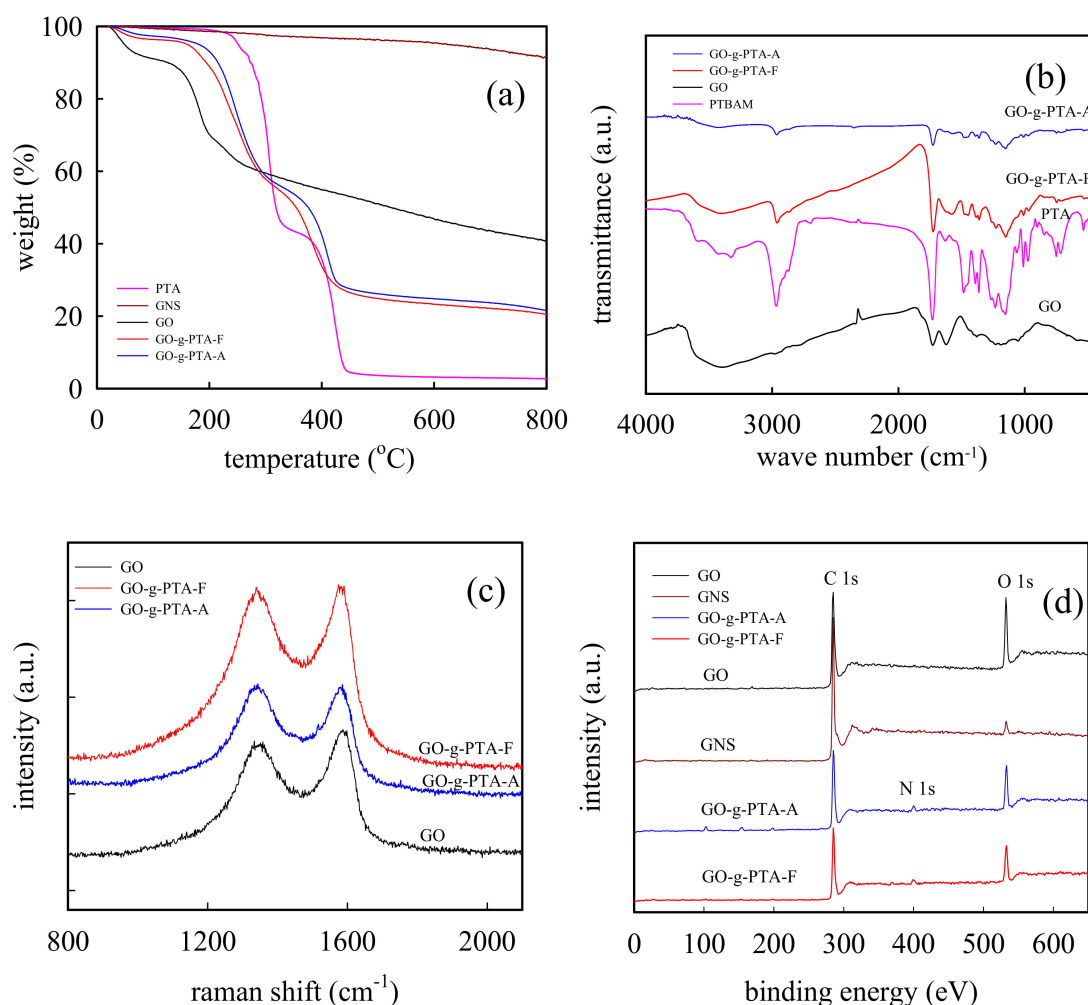 100
80
60
40
20
0
weight (%)
(a)
PTA
GNS
GO
GO-g-PTA-F
GO-g-PTA-A
0 200 400 600 800
temperature (°C)
GO-g-PTA-A
GO-g-PTA-F
GO
PTBAM
(b)
GO-g-PTA-A
GO-g-PTA-F
PTA
GO
transmittance (a.u.)
4000 3000 2000 1000
wave number (cm⁻¹)
GO
GO-g-PTA-F
GO-g-PTA-A
(c)
intensity (a.u.)
GO-g-PTA-F
GO-g-PTA-A
GO
800 1200 1600 2000
raman shift (cm⁻¹)
GO
GNS
GO-g-PTA-A
GO-g-PTA-F
C 1s
O 1s
(d)
intensity (a.u.)
GO
GNS
N 1s
GO-g-PTA-A
GO-g-PTA-F
0 100 200 300 400 500 600
binding energy (eV)